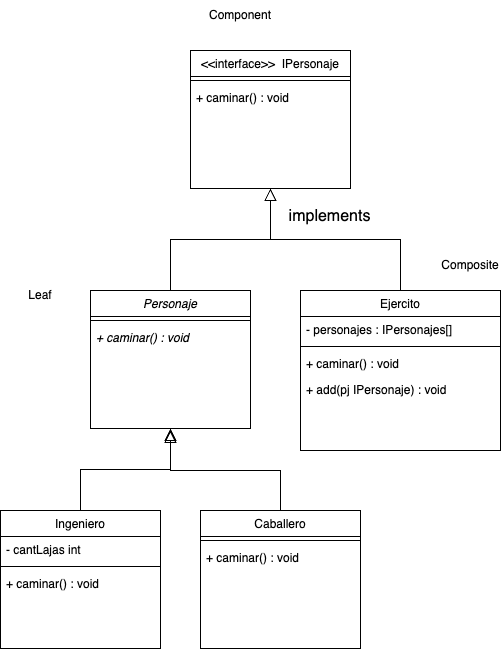 Component
<<interface>> IPersonaje
+ caminar() : void
implements
Composite
Leaf
Personaje
+ caminar() : void
Ejercito
- personajes : IPersonajes[]
+ caminar() : void
+ add(pj IPersonaje) : void
Ingeniero
- cantLajas int
+ caminar() : void
Caballero
+ caminar() : void